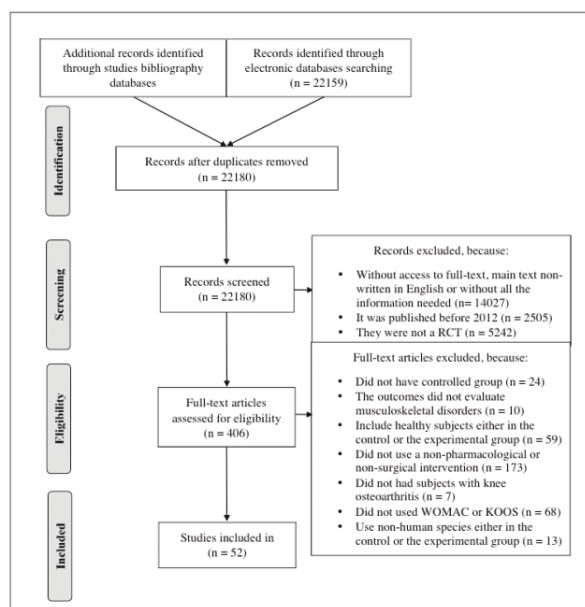 Additional records identified
through studies bibliography
databases
Records identified through
electronic databases searching
(n = 22159)
Identification
Records after duplicates removed
(n = 22180)
Screening
Records screened
(n = 22180)
Records excluded, because:
• Without access to full-text, main text non-
written in English or without all the
information needed (n= 14027)
• It was published before 2012 (n = 2505)
• They were not a RCT (n = 5242)
Eligibility
Full-text articles
assessed for eligibility
(n = 406)
Full-text articles excluded, because:
• Did not have controlled group (n = 24)
• The outcomes did not evaluate
musculoskeletal disorders (n = 10)
• Include healthy subjects either in the
control or the experimental group (n = 59)
• Did not use a non-pharmacological or
non-surgical intervention (n = 173)
• Did not had subjects with knee
osteoarthritis (n = 7)
• Did not used WOMAC or KOOS (n = 68)
• Use non-human species either in the
control or the experimental group (n = 13)
Included
Studies included in
(n = 52)